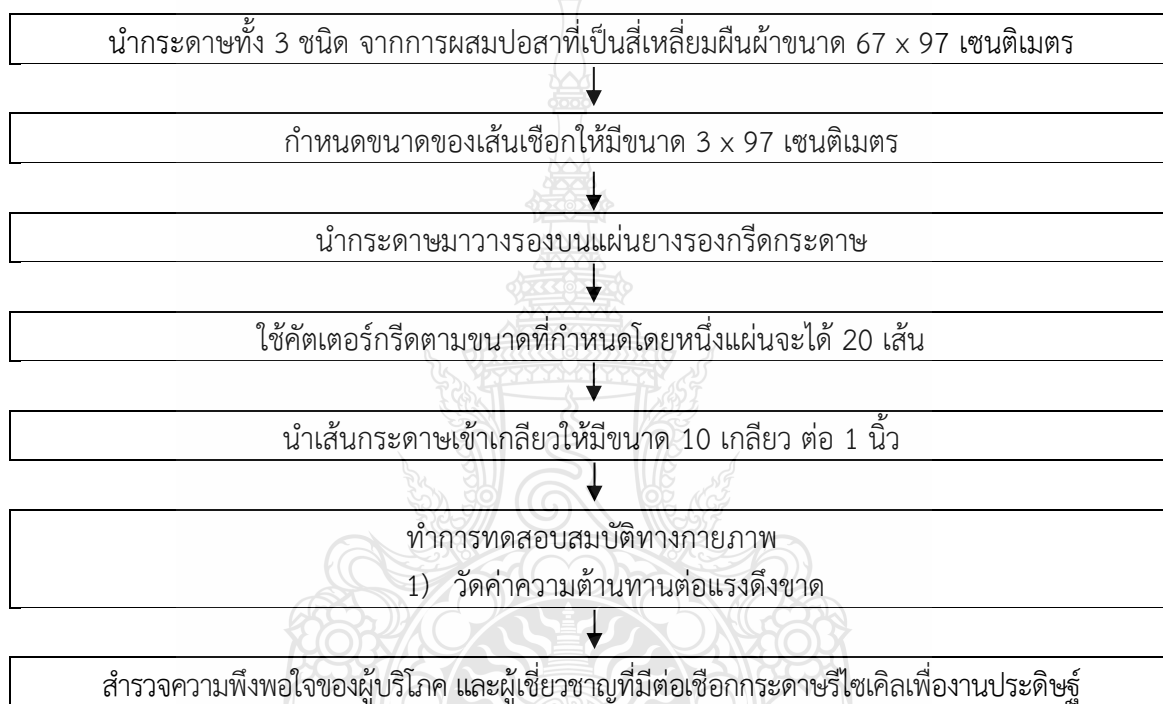 นำกระดาษทั้ง 3 ชนิด จากการผสมปอสาที่เป็นสี่เหลี่ยมผืนผ้าขนาด 67 x 97 เซนติเมตร
กำหนดขนาดของเส้นเชือกให้มีขนาด 3 x 97 เซนติเมตร
นำกระดาษมาวางรองบนแผ่นยางรองกรีดกระดาษ
ใช้คัตเตอร์กรีดตามขนาดที่กำหนดโดยหนึ่งแผ่นจะได้ 20 เส้น
นำเส้นกระดาษเข้าเกลียวให้มีขนาด 10 เกลียว ต่อ 1 นิ้ว
ทำการทดสอบสมบัติทางกายภาพ
1) วัดค่าความต้านทานต่อแรงดึงขาด
สำรวจความพึงพอใจของผู้บริโภค และผู้เชี่ยวชาญที่มีต่อเชือกกระดาษรีไซเคิลเพื่องานประดิษฐ์